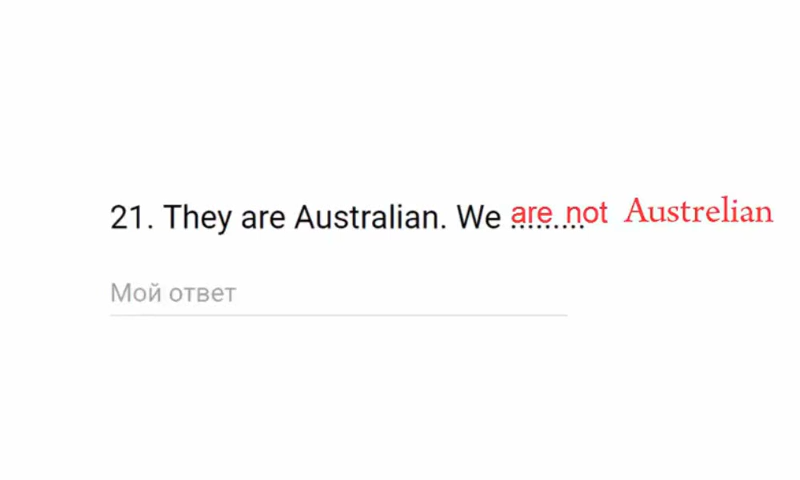 21. They are Australian. We ......... are not Austrelian
Мой ответ